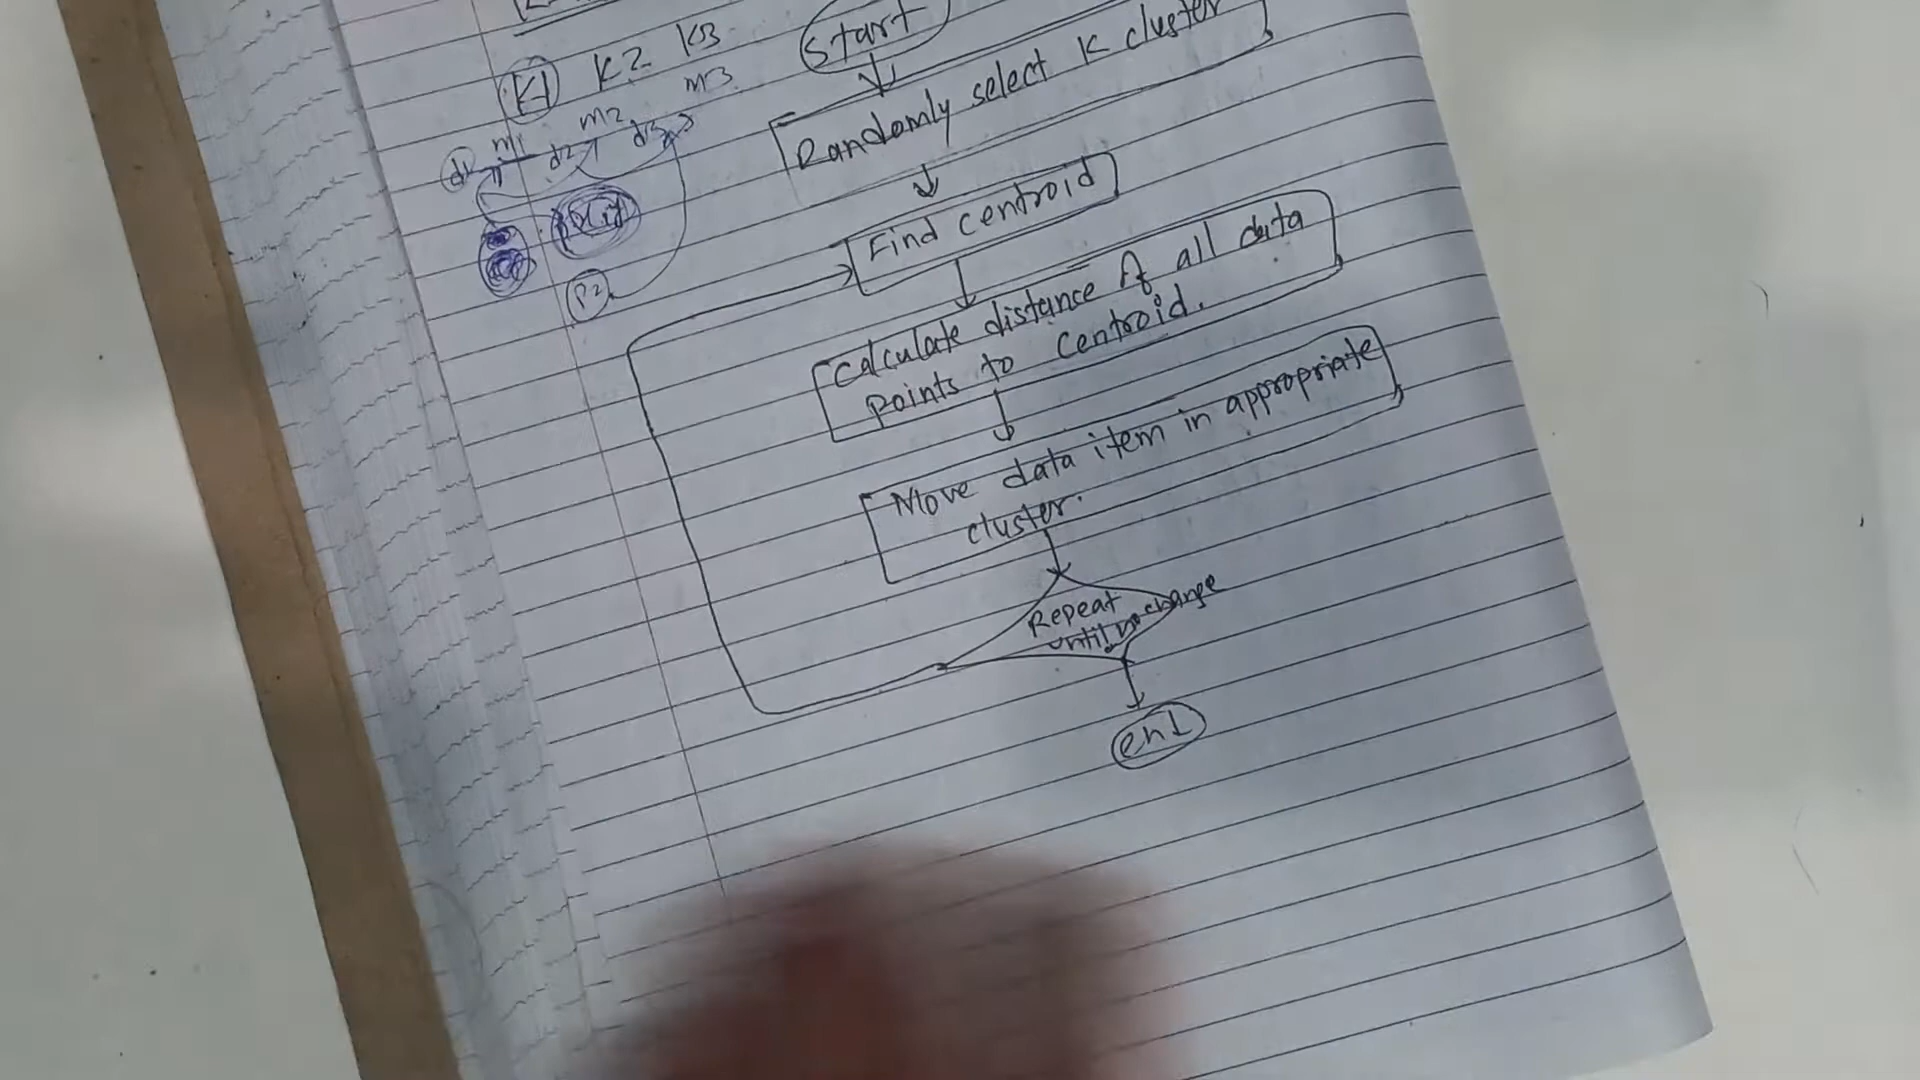 K1 K2 K3
m1 m2 m3
d1 d2 d3
P2
Start
Randomly select K cluster
Find centroid
Calculate distance of all data
points to centroid.
Move data item in appropriate
cluster.
Repeat
until no change
end